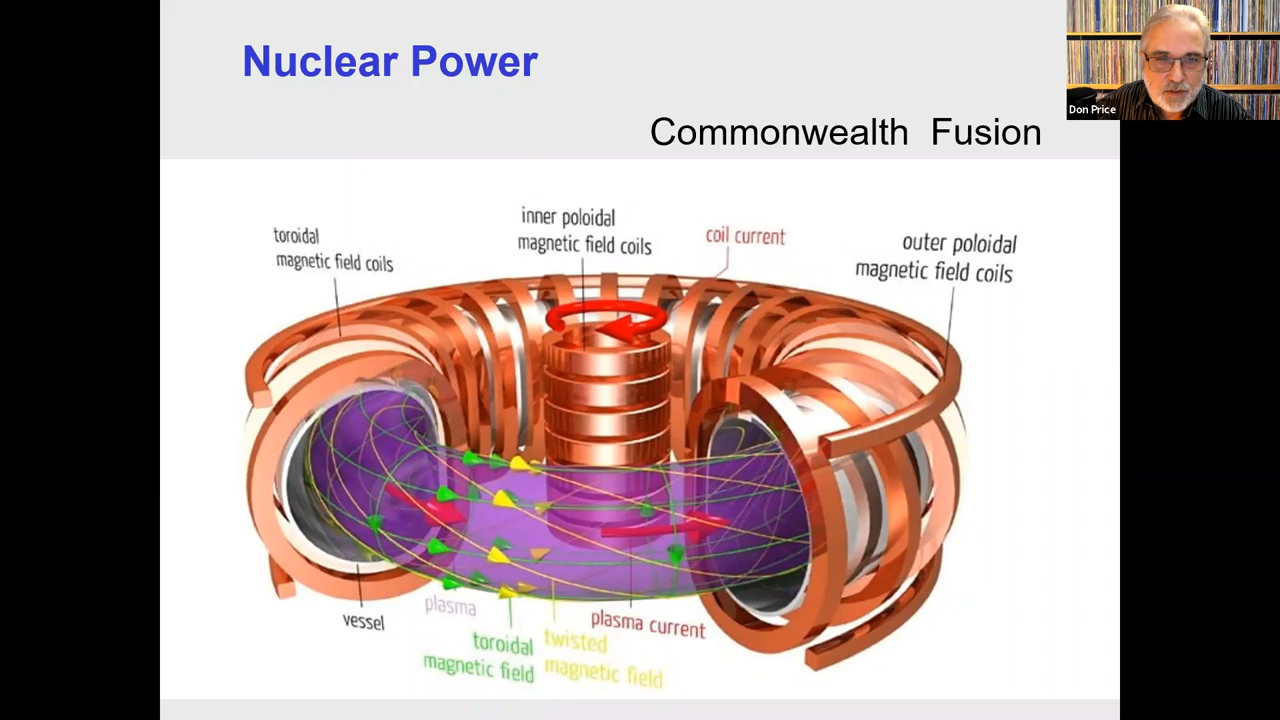 Nuclear Power
Don Price
Commonwealth Fusion
inner poloidal
magnetic field coils
toroidal
magnetic field coils
coil current
outer poloidal
magnetic field coils
vessel
plasma
plasma current
toroidal
magnetic field
twisted
magnetic field